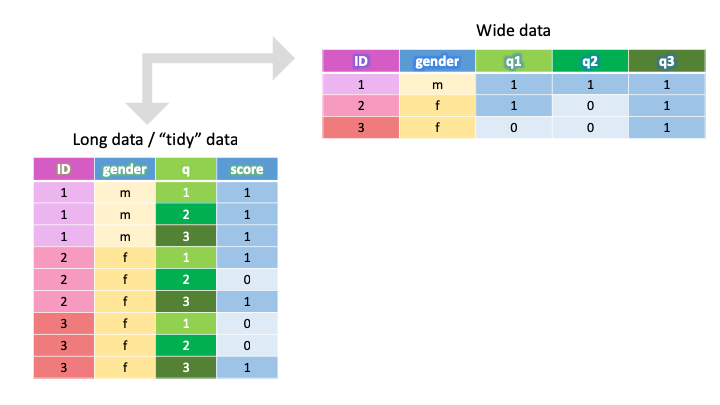 Wide data
ID gender q1 q2 q3
1 m 1 1 1
2 f 1 0 1
3 f 0 0 1
Long data / “tidy” data
ID gender q score
1 m 1 1
1 m 2 1
1 m 3 1
2 f 1 1
2 f 2 0
2 f 3 1
3 f 1 0
3 f 2 0
3 f 3 1